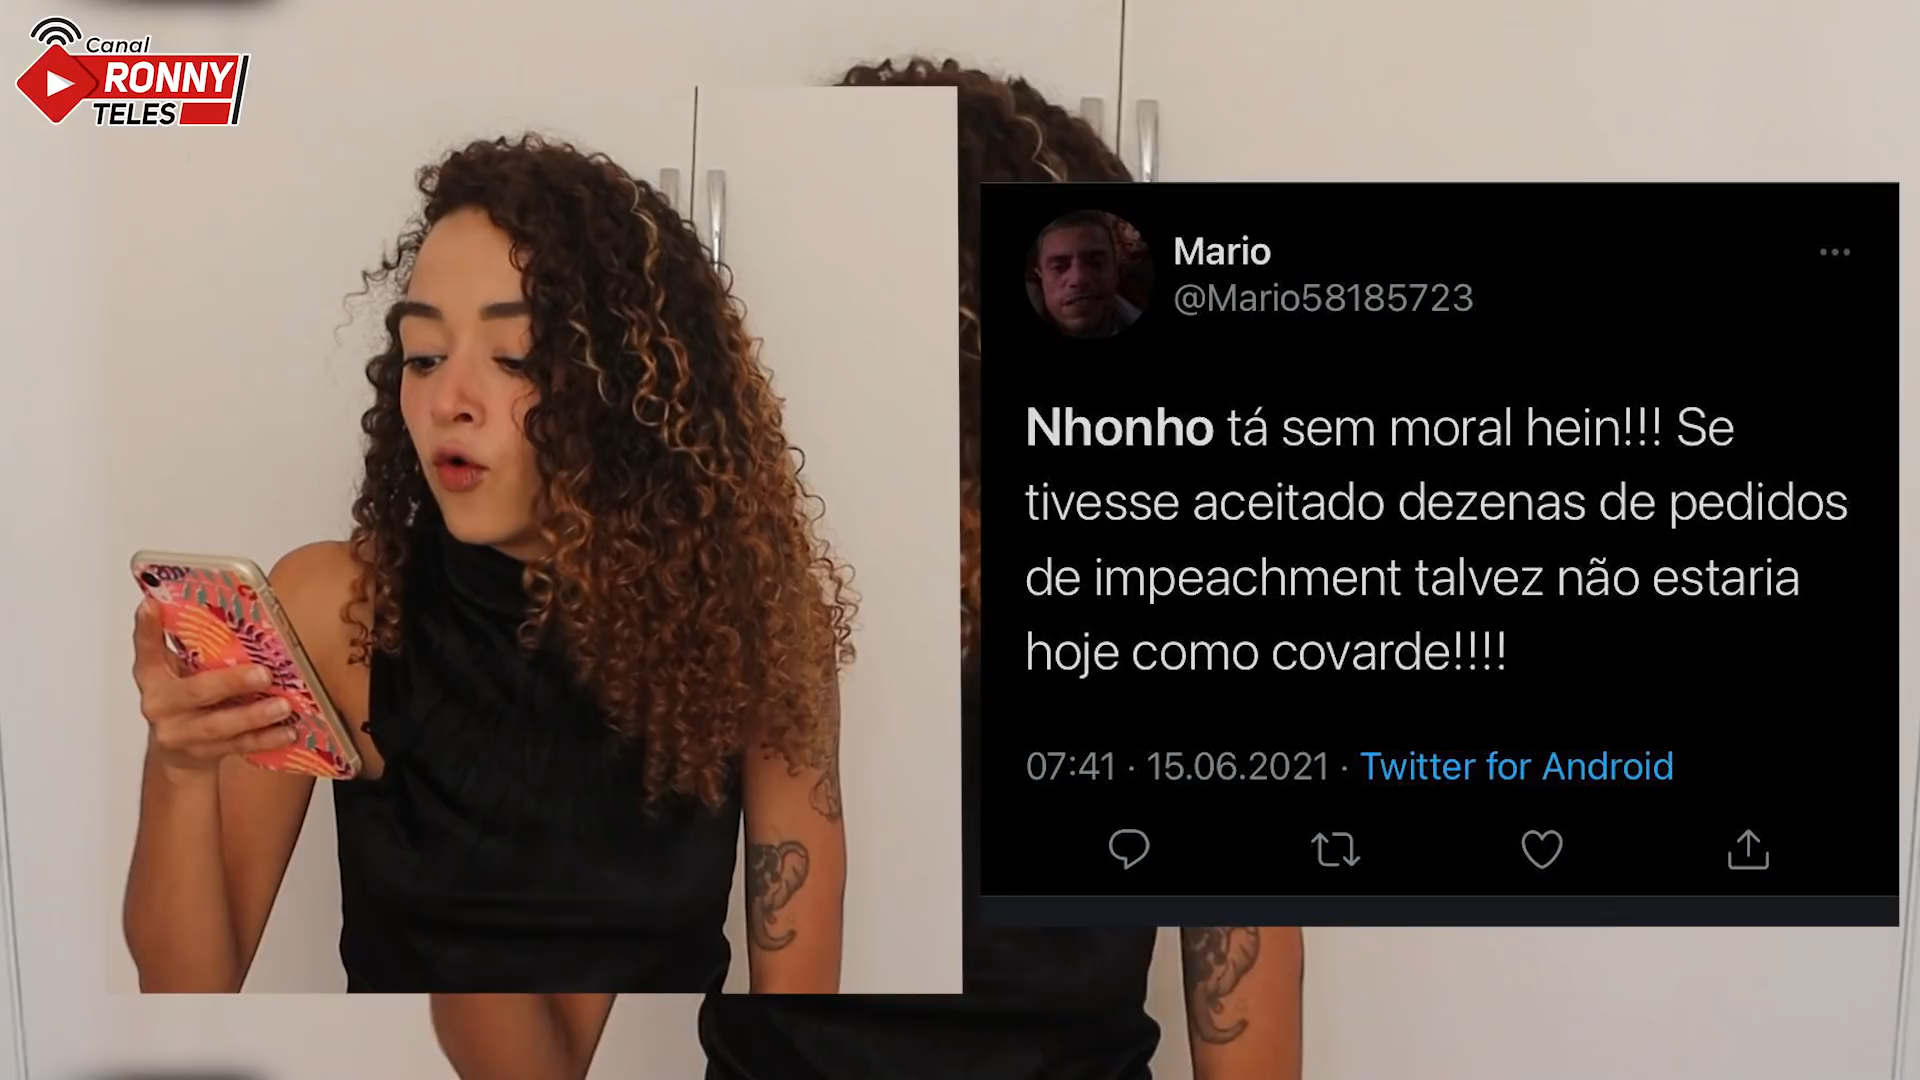 Canal
RONNY
TELES
Mario
@Mario58185723
Nhonho tá sem moral hein!!! Se
tivesse aceitado dezenas de pedidos
de impeachment talvez não estaria
hoje como covarde!!!!
07:41 · 15.06.2021 · Twitter for Android